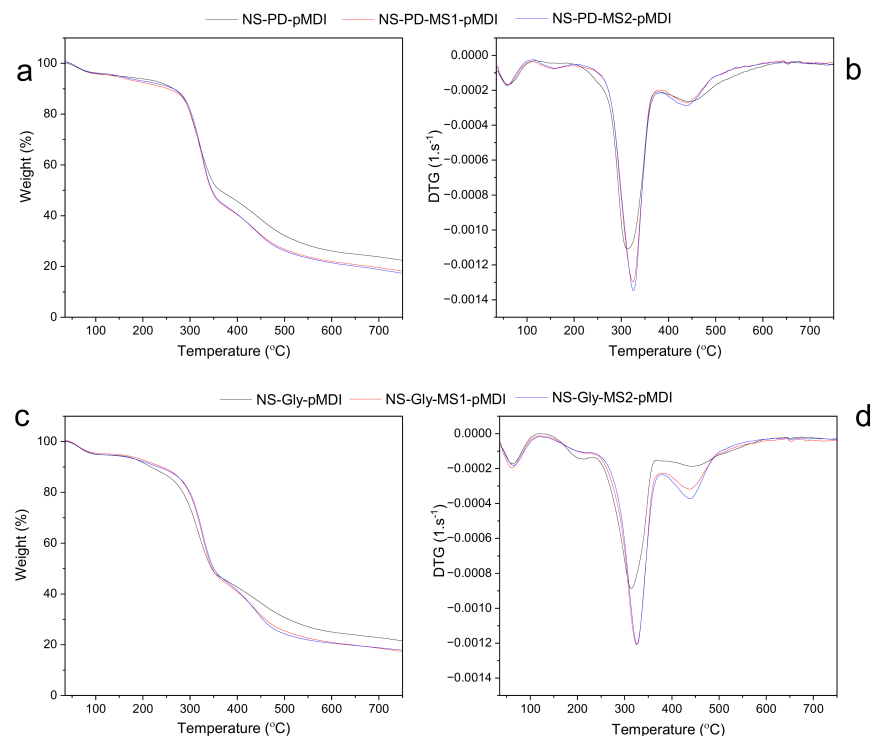 NS-PD-pMDI NS-PD-MS1-pMDI NS-PD-MS2-pMDI
a
100
80
60
40
20
0
Weight (%)
100 200 300 400 500 600 700
Temperature (°C)
b
0.0000
−0.0002
−0.0004
−0.0006
−0.0008
−0.0010
−0.0012
−0.0014
DTG (1.s⁻¹)
100 200 300 400 500 600 700
Temperature (°C)
NS-Gly-pMDI NS-Gly-MS1-pMDI NS-Gly-MS2-pMDI
c
100
80
60
40
20
0
Weight (%)
100 200 300 400 500 600 700
Temperature (°C)
d
0.0000
−0.0002
−0.0004
−0.0006
−0.0008
−0.0010
−0.0012
−0.0014
DTG (1.s⁻¹)
100 200 300 400 500 600 700
Temperature (°C)